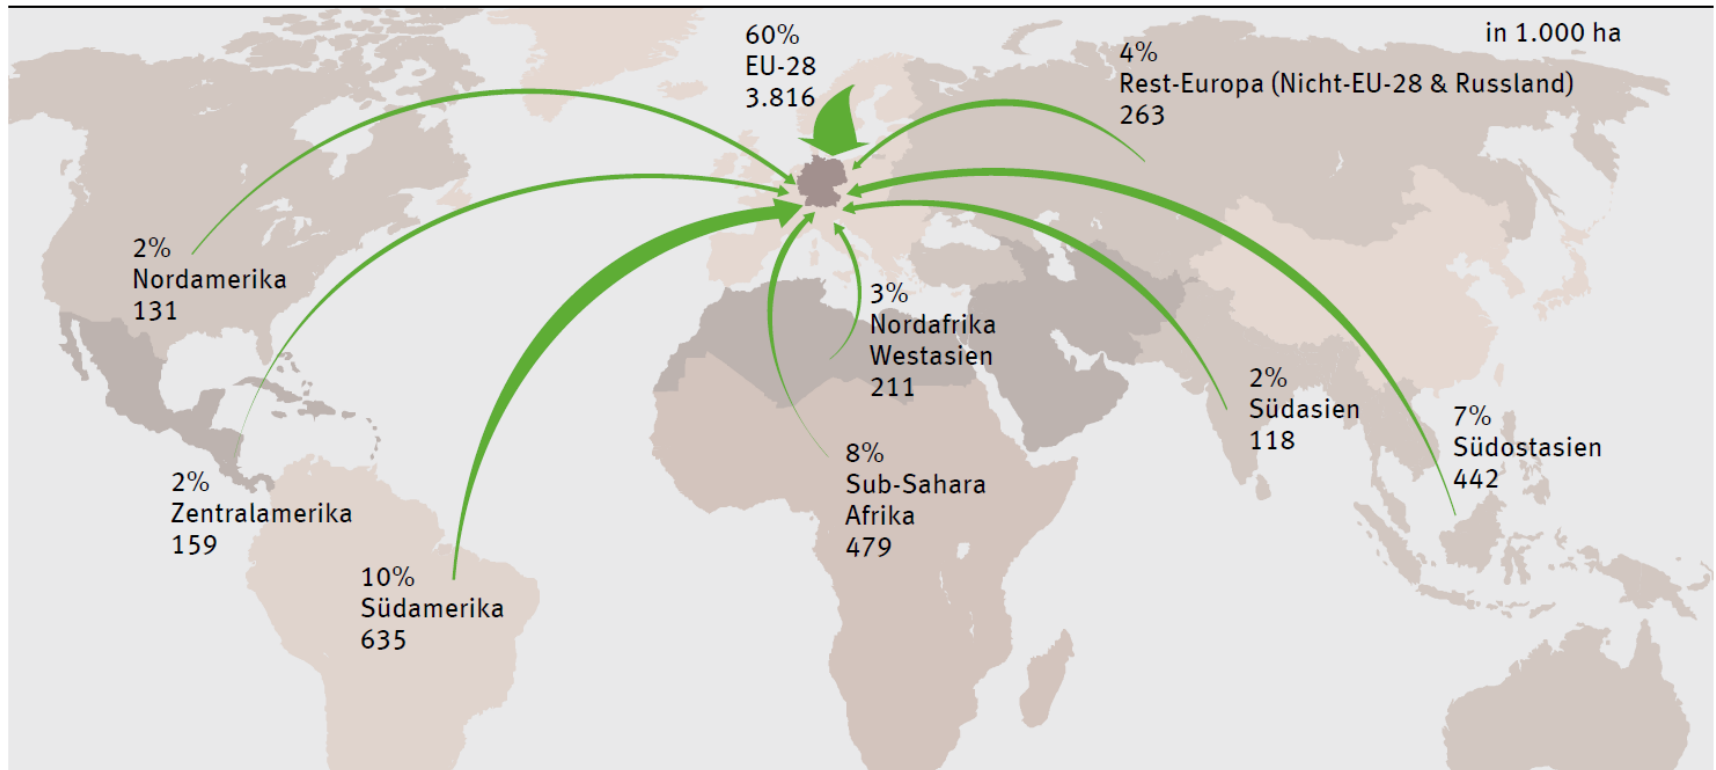 in 1.000 ha
60%
EU-28
3.816
4%
Rest-Europa (Nicht-EU-28 & Russland)
263
2%
Nordamerika
131
3%
Nordafrika
Westasien
211
2%
Südasien
118
7%
Südostasien
442
2%
Zentralamerika
159
8%
Sub-Sahara
Afrika
479
10%
Südamerika
635